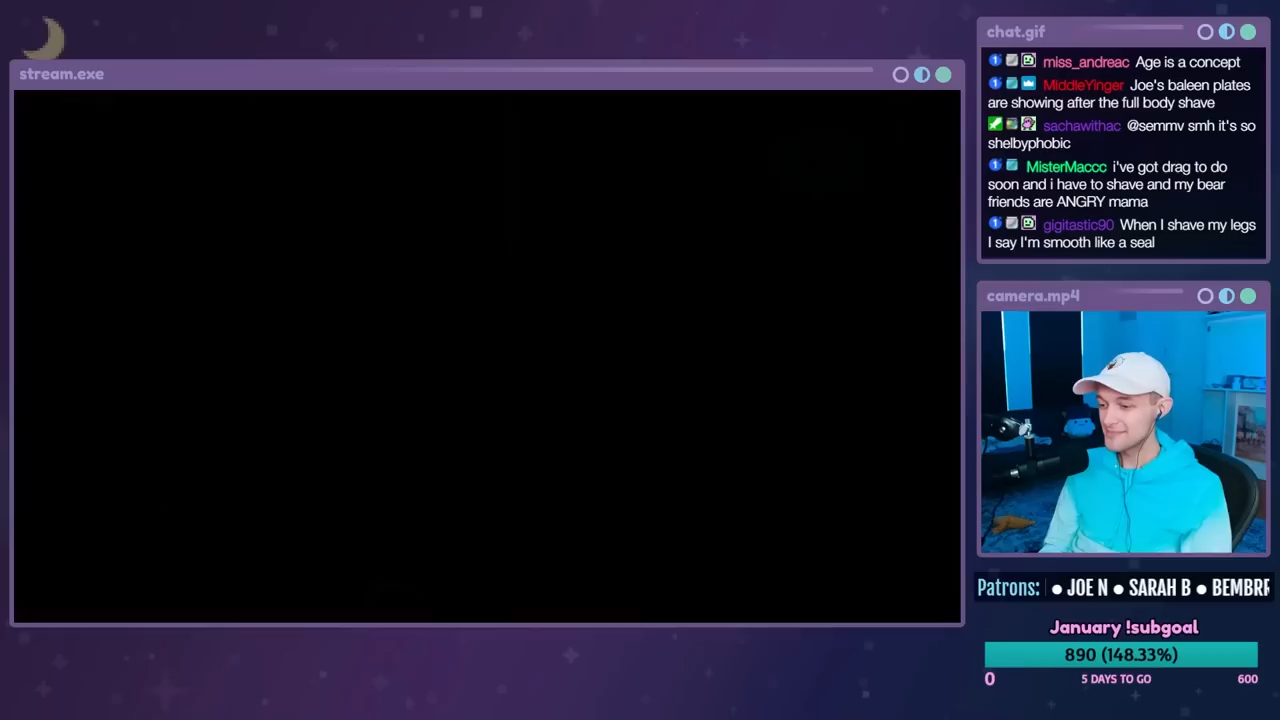 stream.exe
chat.gif
miss_andreac Age is a concept
MiddleYinger Joe's baleen plates
are showing after the full body shave
sachawithac @semmv smh it's so
shelbyphobic
MisterMaccc i've got drag to do
soon and i have to shave and my bear
friends are ANGRY mama
gigitastic90 When I shave my legs
I say I'm smooth like a seal
camera.mp4
Patrons: ● JOE N ● SARAH B ●
January !subgoal
890 (148.33%)
0 5 DAYS TO GO 600